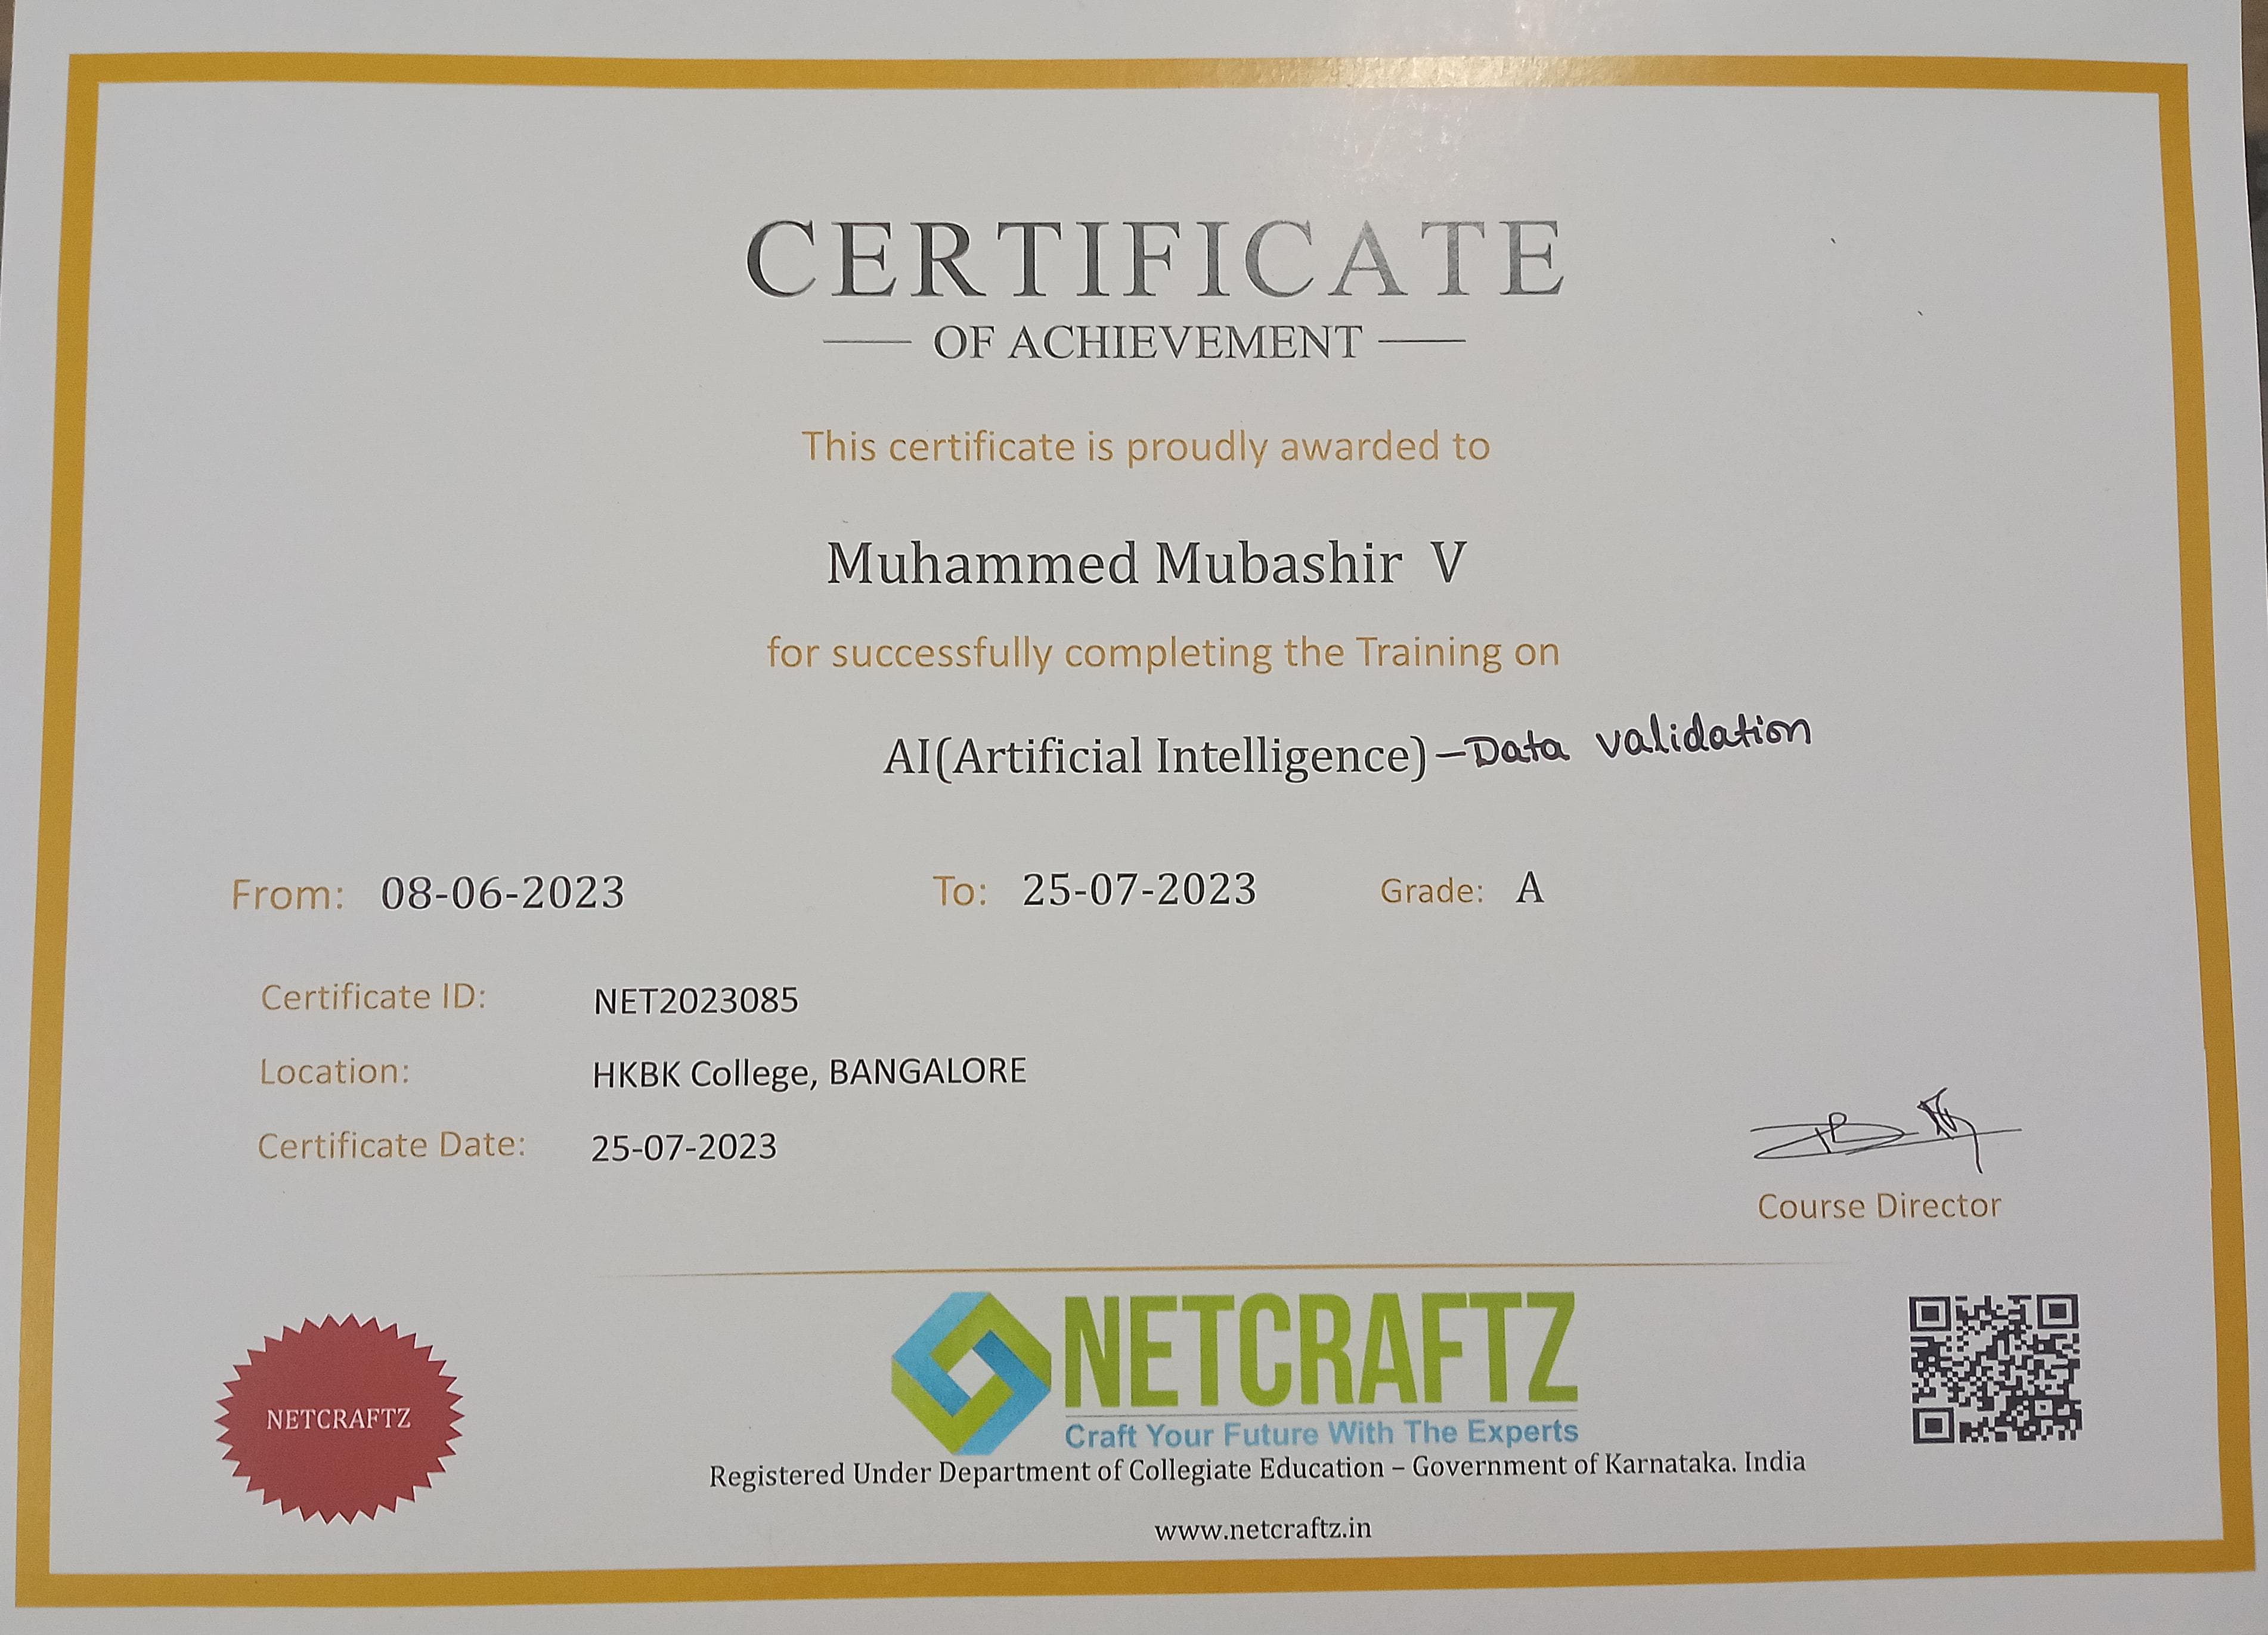 CERTIFICATE
OF ACHIEVEMENT
This certificate is proudly awarded to
Muhammed Mubashir V
for successfully completing the Training on
AI(Artificial Intelligence)-Data validation
From: 08-06-2023 To: 25-07-2023 Grade: A
Certificate ID: NET2023085
Location: HKBK College, BANGALORE
Certificate Date: 25-07-2023
Course Director
NETCRAFTZ
NETCRAFTZ
Craft Your Future With The Experts
Registered Under Department of Collegiate Education – Government of Karnataka. India
www.netcraftz.in